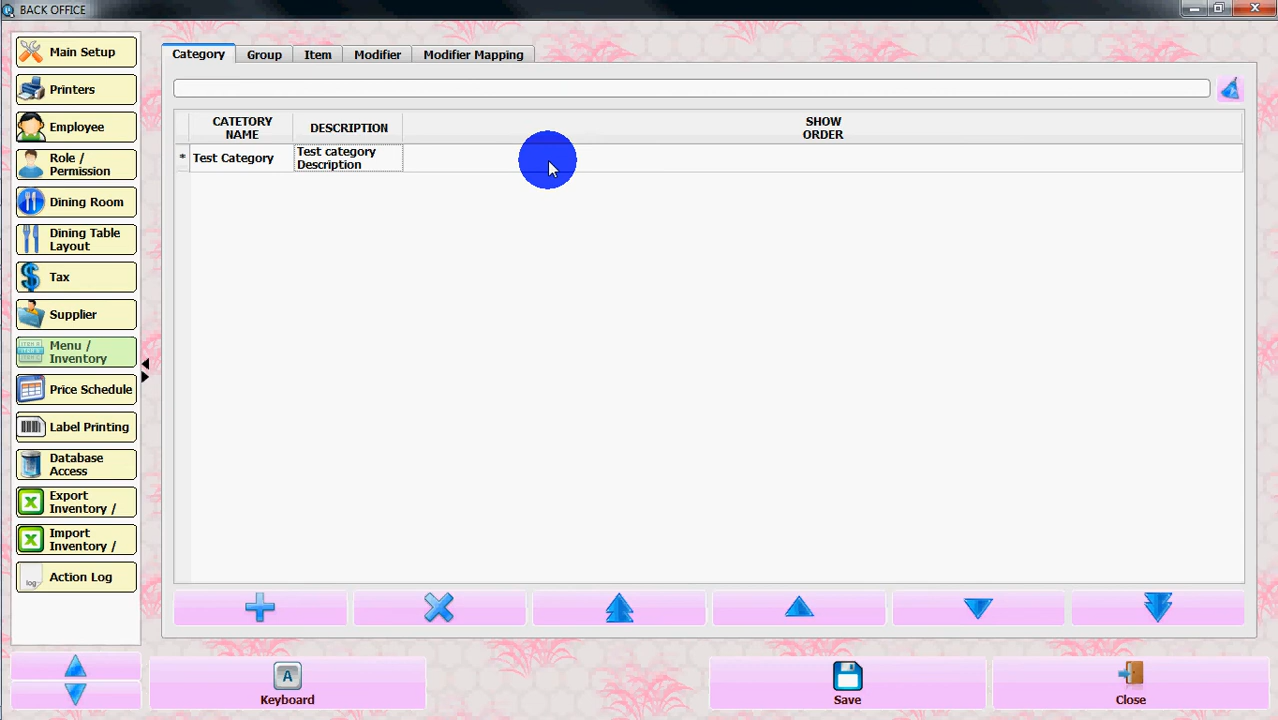 BACK OFFICE
Main Setup
Printers
Employee
Role /
Permission
Dining Room
Dining Table
Layout
Tax
Supplier
Menu /
Inventory
Price Schedule
Label Printing
Database
Access
Export
Inventory /
Import
Inventory /
Action Log
Category
Group
Item
Modifier
Modifier Mapping
CATETORY
NAME
DESCRIPTION
SHOW
ORDER
* Test Category
Test category
Description
A
Keyboard
Save
Close